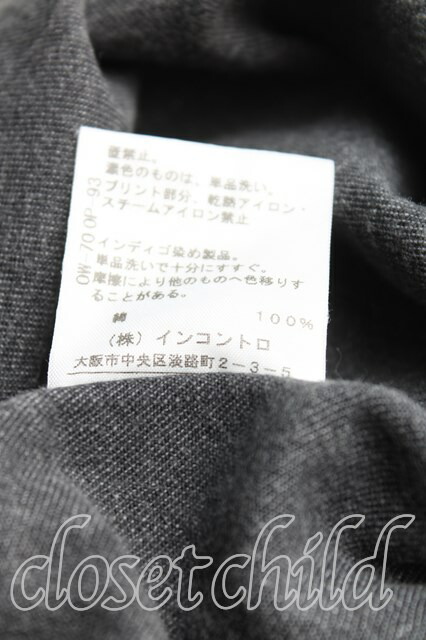 蛍禁止。
濃色のものは、単品洗い。
プリント部分、乾熱アイロン・
スチームアイロン禁止
インディゴ染め製品。
単品洗いで十分にすすぐ。
摩擦により他のものへ色移りす
ることがある。
綿 100%
(株) インコントロ
大阪市中央区淡路町2-3-5
OW-70OP-93
closet child